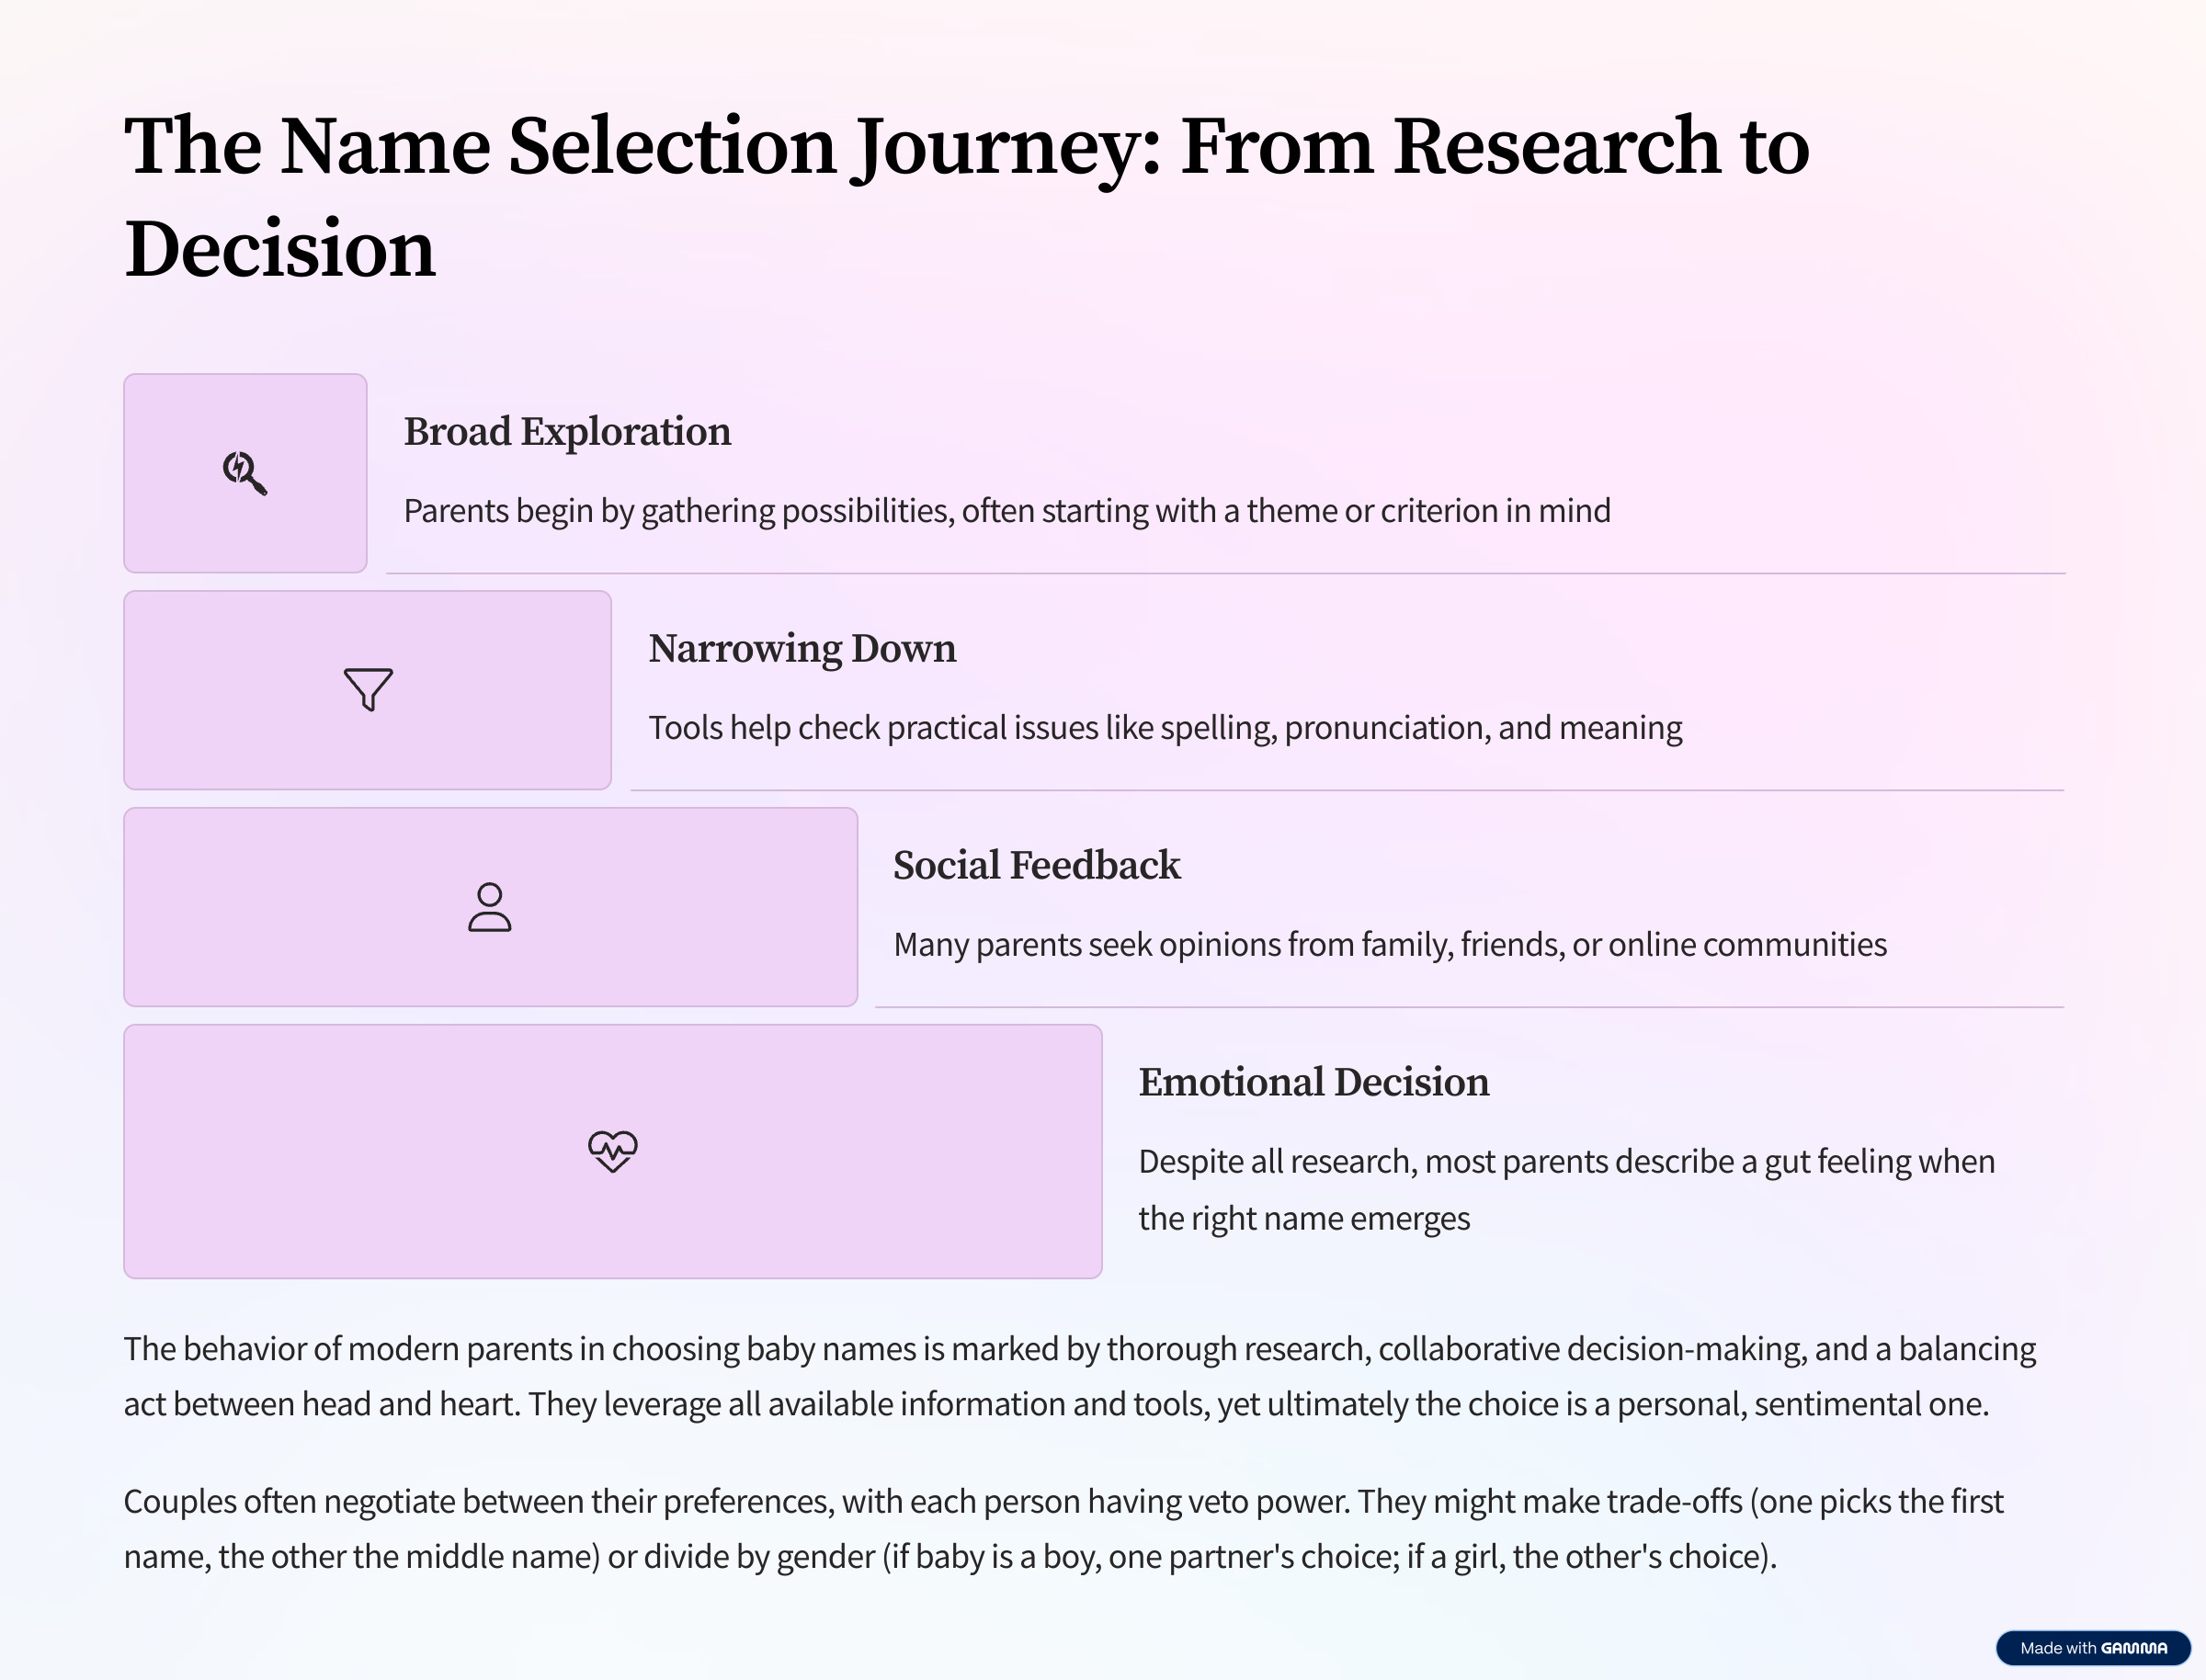 The Name Selection Journey: From Research to
Decision
Broad Exploration
Parents begin by gathering possibilities, often starting with a theme or criterion in mind
Narrowing Down
Tools help check practical issues like spelling, pronunciation, and meaning
Social Feedback
Many parents seek opinions from family, friends, or online communities
Emotional Decision
Despite all research, most parents describe a gut feeling when
the right name emerges
The behavior of modern parents in choosing baby names is marked by thorough research, collaborative decision-making, and a balancing
act between head and heart. They leverage all available information and tools, yet ultimately the choice is a personal, sentimental one.
Couples often negotiate between their preferences, with each person having veto power. They might make trade-offs (one picks the first
name, the other the middle name) or divide by gender (if baby is a boy, one partner's choice; if a girl, the other's choice).
Made with GAMMA